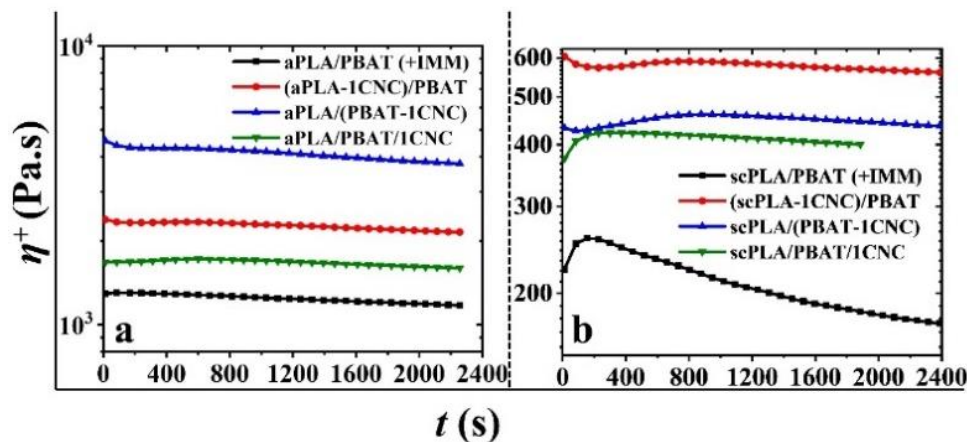 η⁺ (Pa.s)
10⁴
10³
aPLA/PBAT (+IMM)
(aPLA-1CNC)/PBAT
aPLA/(PBAT-1CNC)
aPLA/PBAT/1CNC
a
0 400 800 1200 1600 2000 2400
600
500
400
300
200
scPLA/PBAT (+IMM)
(scPLA-1CNC)/PBAT
scPLA/(PBAT-1CNC)
scPLA/PBAT/1CNC
b
0 400 800 1200 1600 2000 2400
t (s)